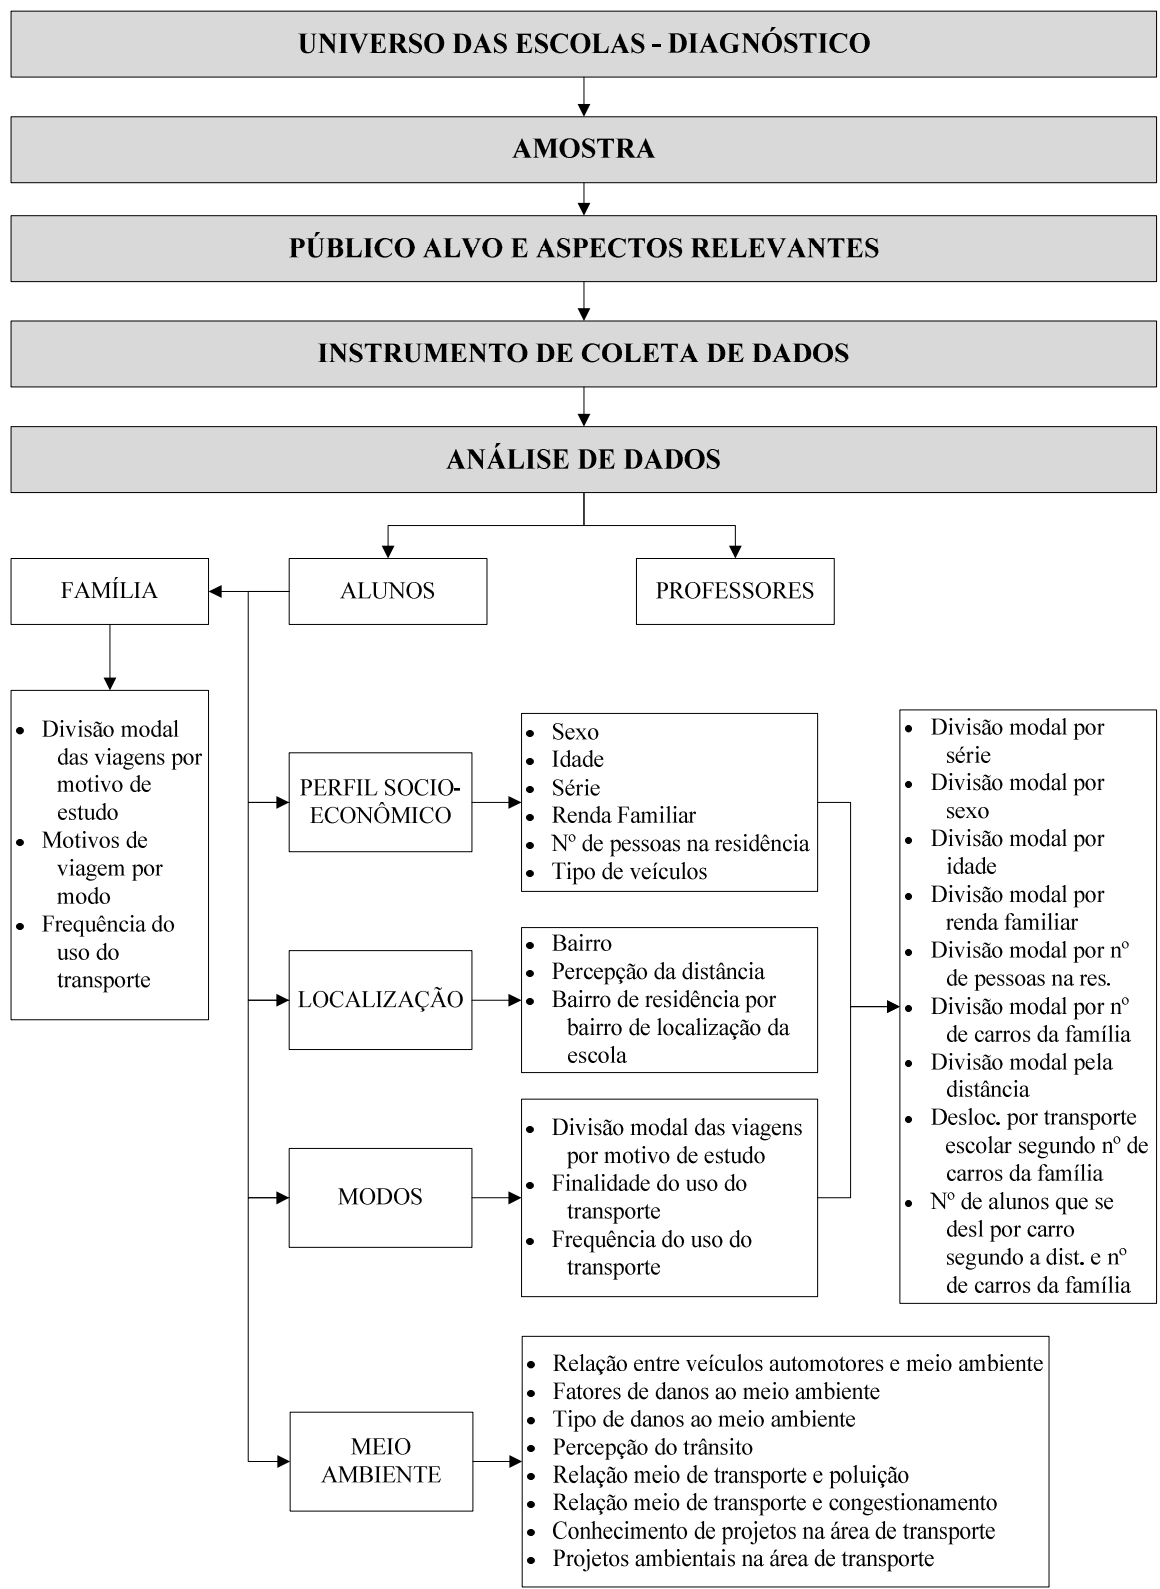 UNIVERSO DAS ESCOLAS - DIAGNÓSTICO
AMOSTRA
PÚBLICO ALVO E ASPECTOS RELEVANTES
INSTRUMENTO DE COLETA DE DADOS
ANÁLISE DE DADOS
FAMÍLIA
ALUNOS
PROFESSORES
• Divisão modal
das viagens por
motivo de
estudo
• Motivos de
viagem por
modo
• Frequência do
uso do
transporte
PERFIL SOCIO-
ECONÔMICO
• Sexo
• Idade
• Série
• Renda Familiar
• Nº de pessoas na residência
• Tipo de veículos
LOCALIZAÇÃO
• Bairro
• Percepção da distância
• Bairro de residência por
bairro de localização da
escola
MODOS
• Divisão modal das viagens
por motivo de estudo
• Finalidade do uso do
transporte
• Frequência do uso do
transporte
• Divisão modal por
série
• Divisão modal por
sexo
• Divisão modal por
idade
• Divisão modal por
renda familiar
• Divisão modal por nº
de pessoas na res.
• Divisão modal por nº
de carros da família
• Divisão modal pela
distância
• Desloc. por transporte
escolar segundo nº de
carros da família
• Nº de alunos que se
desl por carro
segundo a dist. e nº
de carros da família
MEIO
AMBIENTE
• Relação entre veículos automotores e meio ambiente
• Fatores de danos ao meio ambiente
• Tipo de danos ao meio ambiente
• Percepção do trânsito
• Relação meio de transporte e poluição
• Relação meio de transporte e congestionamento
• Conhecimento de projetos na área de transporte
• Projetos ambientais na área de transporte